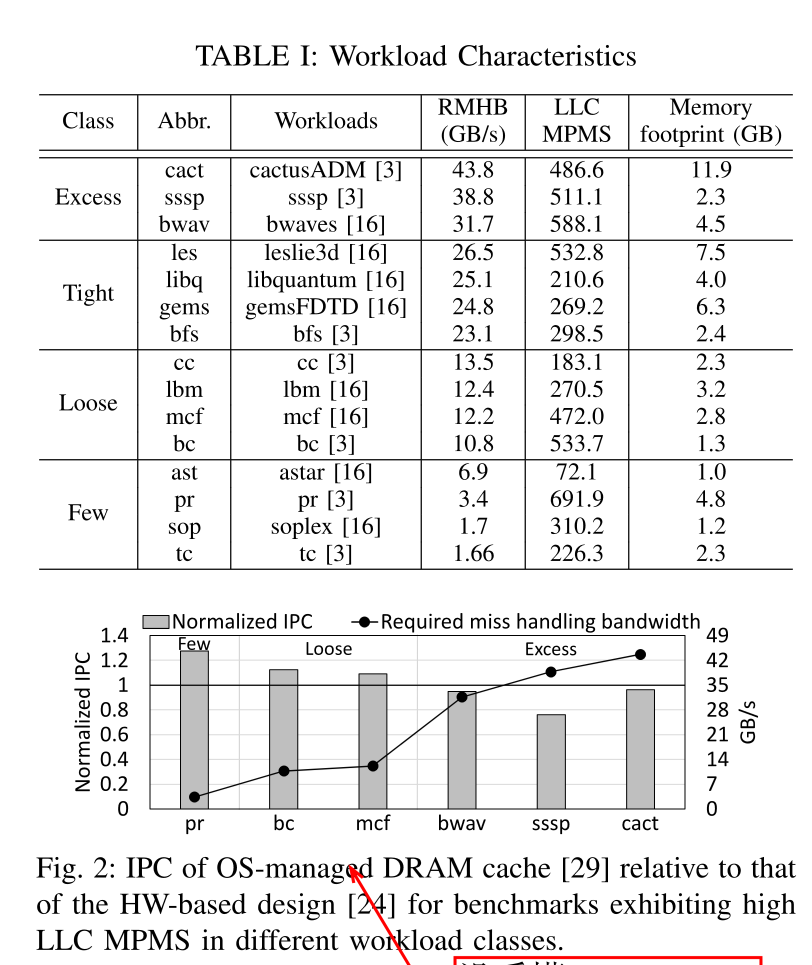 TABLE I: Workload Characteristics
Class Abbr. Workloads RMHB (GB/s) LLC MPMS Memory footprint (GB)
Excess
cact cactusADM [3] 43.8 486.6 11.9
sssp sssp [3] 38.8 511.1 2.3
bwav bwaves [16] 31.7 588.1 4.5
Tight
les leslie3d [16] 26.5 532.8 7.5
libq libquantum [16] 25.1 210.6 4.0
gems gemsFDTD [16] 24.8 269.2 6.3
bfs bfs [3] 23.1 298.5 2.4
Loose
cc cc [3] 13.5 183.1 2.3
lbm lbm [16] 12.4 270.5 3.2
mcf mcf [16] 12.2 472.0 2.8
bc bc [3] 10.8 533.7 1.3
Few
ast astar [16] 6.9 72.1 1.0
pr pr [3] 3.4 691.9 4.8
sop soplex [16] 1.7 310.2 1.2
tc tc [3] 1.66 226.3 2.3
Normalized IPC Required miss handling bandwidth
Few Loose Excess
Normalized IPC
1.4
1.2
1
0.8
0.6
0.4
0.2
0
49
42
35
28
21
14
7
0
GB/s
pr bc mcf bwav sssp cact
Fig. 2: IPC of OS-managed DRAM cache [29] relative to that
of the HW-based design [24] for benchmarks exhibiting high
LLC MPMS in different workload classes.